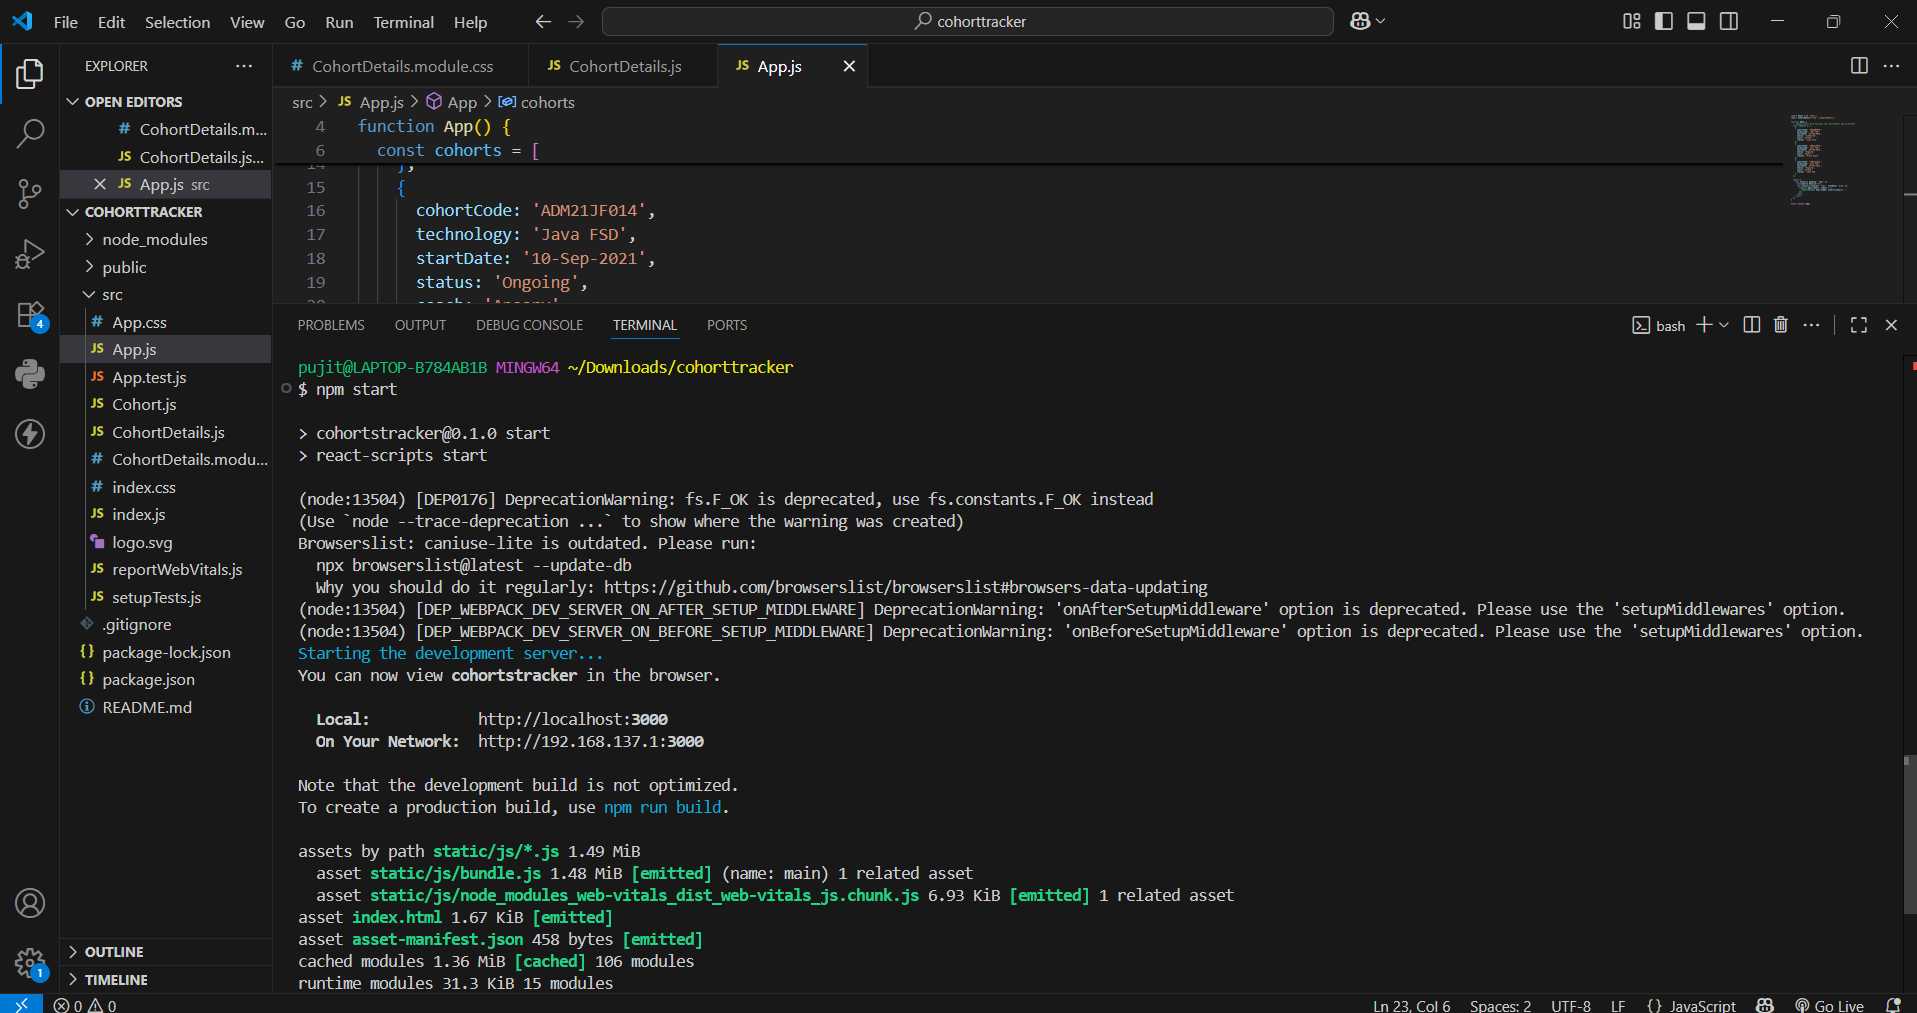 File Edit Selection View Go Run Terminal Help
cohorttracker
EXPLORER
OPEN EDITORS
CohortDetails.m...
CohortDetails.js...
App.js src
COHORTTRACKER
node_modules
public
src
App.css
App.js
App.test.js
Cohort.js
CohortDetails.js
CohortDetails.modu...
index.css
index.js
logo.svg
reportWebVitals.js
setupTests.js
.gitignore
package-lock.json
package.json
README.md
OUTLINE
TIMELINE
4
1
# CohortDetails.module.css
JS CohortDetails.js
JS App.js
src > JS App.js > App > cohorts
4 function App() {
6 const cohorts = [
14 },
15 {
16 cohortCode: 'ADM21JF014',
17 technology: 'Java FSD',
18 startDate: '10-Sep-2021',
19 status: 'Ongoing',
PROBLEMS OUTPUT DEBUG CONSOLE TERMINAL PORTS
bash
pujit@LAPTOP-B784AB1B MINGW64 ~/Downloads/cohorttracker
$ npm start
> cohortstracker@0.1.0 start
> react-scripts start
(node:13504) [DEP0176] DeprecationWarning: fs.F_OK is deprecated, use fs.constants.F_OK instead
(Use `node --trace-deprecation ...` to show where the warning was created)
Browserslist: caniuse-lite is outdated. Please run:
npx browserslist@latest --update-db
Why you should do it regularly: https://github.com/browserslist/browserslist#browsers-data-updating
(node:13504) [DEP_WEBPACK_DEV_SERVER_ON_AFTER_SETUP_MIDDLEWARE] DeprecationWarning: 'onAfterSetupMiddleware' option is deprecated. Please use the 'setupMiddlewares' option.
(node:13504) [DEP_WEBPACK_DEV_SERVER_ON_BEFORE_SETUP_MIDDLEWARE] DeprecationWarning: 'onBeforeSetupMiddleware' option is deprecated. Please use the 'setupMiddlewares' option.
Starting the development server...
You can now view cohortstracker in the browser.
Local: http://localhost:3000
On Your Network: http://192.168.137.1:3000
Note that the development build is not optimized.
To create a production build, use npm run build.
assets by path static/js/*.js 1.49 MiB
asset static/js/bundle.js 1.48 MiB [emitted] (name: main) 1 related asset
asset static/js/node_modules_web-vitals_dist_web-vitals_js.chunk.js 6.93 KiB [emitted] 1 related asset
asset index.html 1.67 KiB [emitted]
asset asset-manifest.json 458 bytes [emitted]
cached modules 1.36 MiB [cached] 106 modules
runtime modules 31.3 KiB 15 modules
0 0
Ln 23, Col 6 Spaces: 2 UTF-8 LF {} JavaScript Go Live